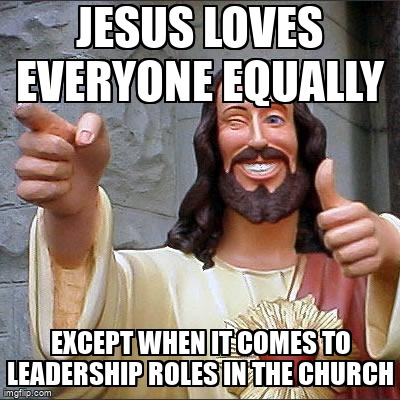 JESUS LOVES
EVERYONE EQUALLY
EXCEPT WHEN IT COMES TO
LEADERSHIP ROLES IN THE CHURCH
imgflip.com